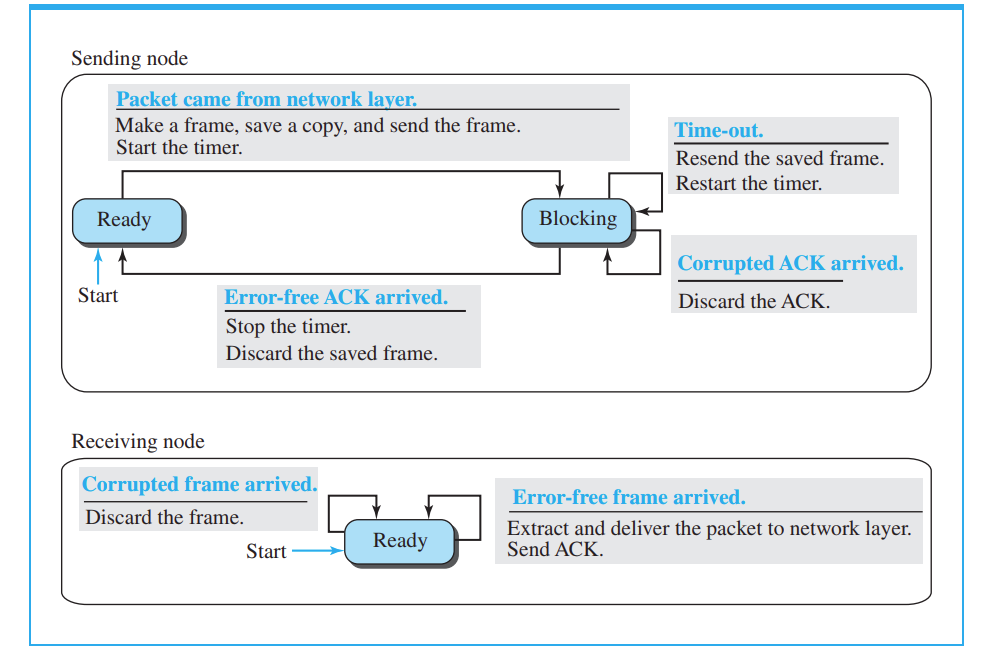 Sending node
Packet came from network layer.
Make a frame, save a copy, and send the frame.
Start the timer.
Time-out.
Resend the saved frame.
Restart the timer.
Ready
Blocking
Corrupted ACK arrived.
Discard the ACK.
Start
Error-free ACK arrived.
Stop the timer.
Discard the saved frame.
Receiving node
Corrupted frame arrived.
Discard the frame.
Error-free frame arrived.
Extract and deliver the packet to network layer.
Send ACK.
Ready
Start